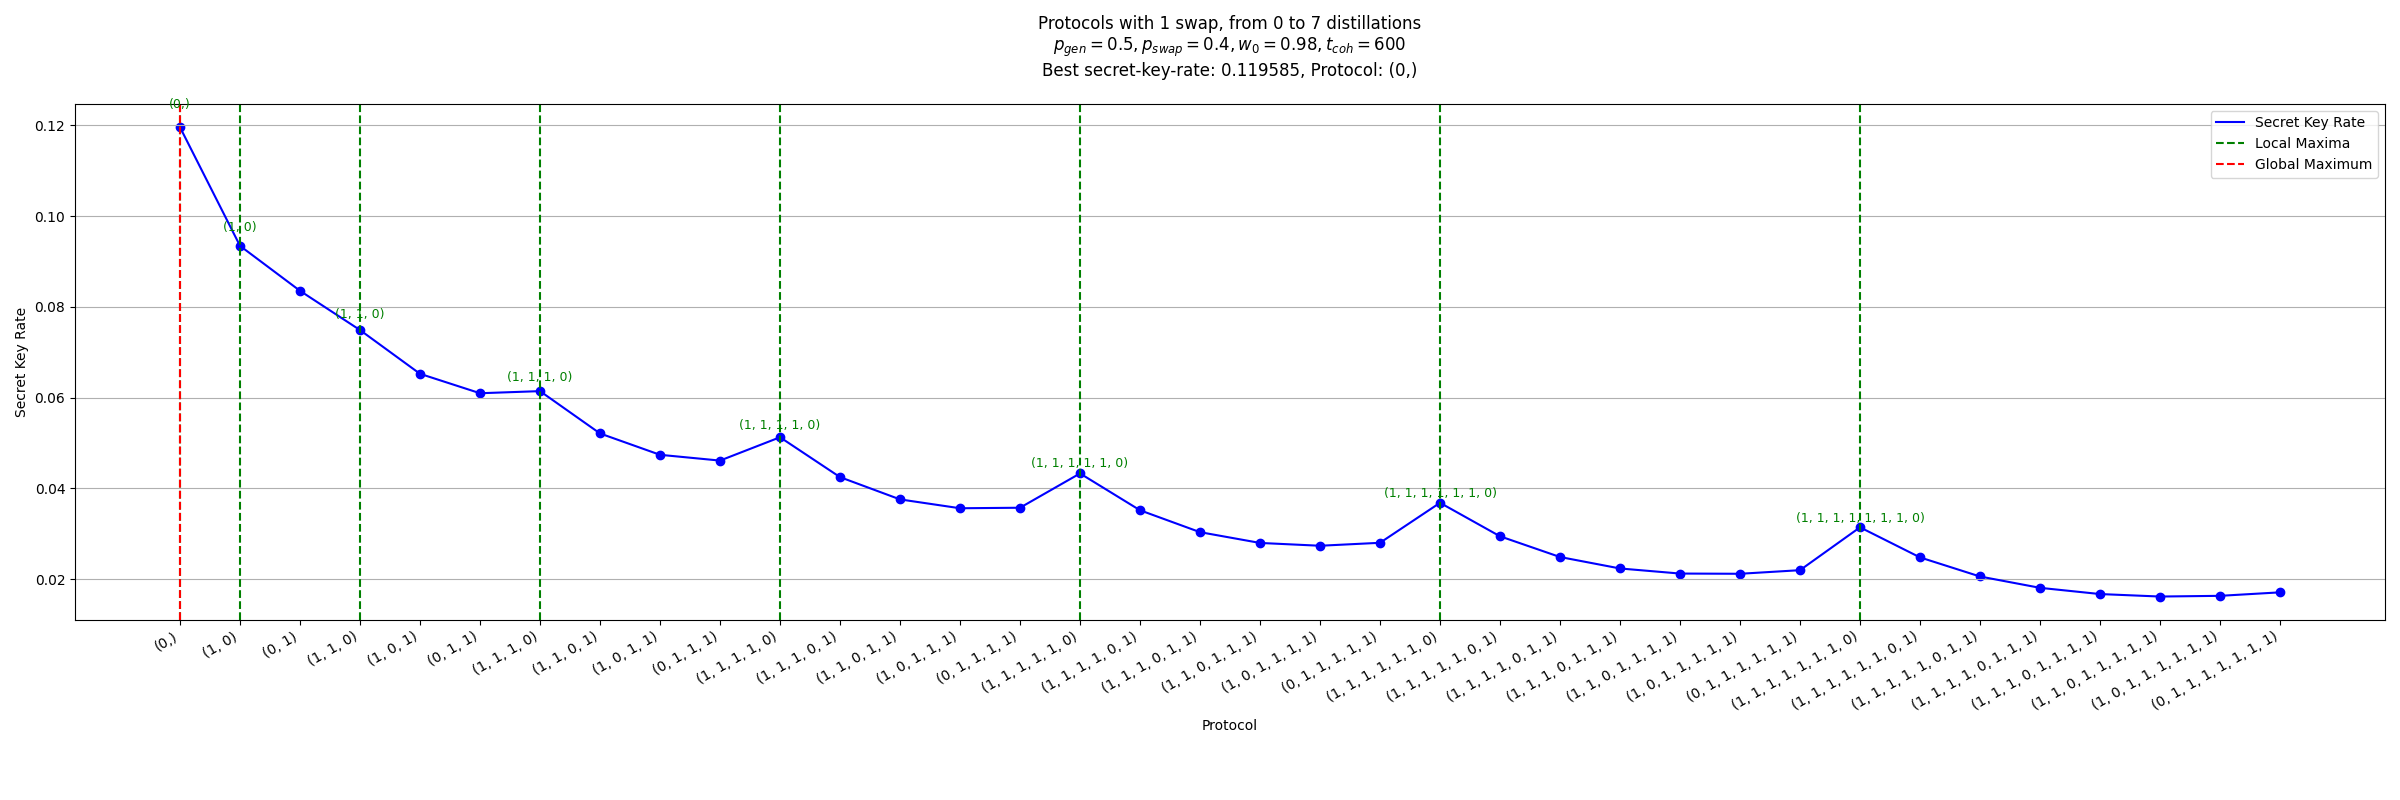 Protocols with 1 swap, from 0 to 7 distillations
p_gen = 0.5, p_swap = 0.4, w_0 = 0.98, t_coh = 600
Best secret-key-rate: 0.119585, Protocol: (0,)
Secret Key Rate
Local Maxima
Global Maximum
(0,)
(1, 0)
(1, 1, 0)
(1, 1, 1, 0)
(1, 1, 1, 1, 0)
(1, 1, 1, 1, 1, 0)
(1, 1, 1, 1, 1, 1, 0)
(1, 1, 1, 1, 1, 1, 1, 0)
0.12
0.10
0.08
0.06
0.04
0.02
Secret Key Rate
(0,)
(1, 0)
(0, 1)
(1, 1, 0)
(1, 0, 1)
(0, 1, 1)
(1, 1, 1, 0)
(1, 1, 0, 1)
(1, 0, 1, 1)
(0, 1, 1, 1)
(1, 1, 1, 1, 0)
(1, 1, 1, 0, 1)
(1, 1, 0, 1, 1)
(1, 0, 1, 1, 1)
(0, 1, 1, 1, 1)
(1, 1, 1, 1, 1, 0)
(1, 1, 1, 1, 0, 1)
(1, 1, 1, 0, 1, 1)
(1, 1, 0, 1, 1, 1)
(1, 0, 1, 1, 1, 1)
(0, 1, 1, 1, 1, 1)
(1, 1, 1, 1, 1, 1, 0)
(1, 1, 1, 1, 1, 0, 1)
(1, 1, 1, 1, 0, 1, 1)
(1, 1, 1, 0, 1, 1, 1)
(1, 1, 0, 1, 1, 1, 1)
(1, 0, 1, 1, 1, 1, 1)
(0, 1, 1, 1, 1, 1, 1)
(1, 1, 1, 1, 1, 1, 1, 0)
(1, 1, 1, 1, 1, 1, 0, 1)
(1, 1, 1, 1, 1, 0, 1, 1)
(1, 1, 1, 1, 0, 1, 1, 1)
(1, 1, 1, 0, 1, 1, 1, 1)
(1, 1, 0, 1, 1, 1, 1, 1)
(1, 0, 1, 1, 1, 1, 1, 1)
(0, 1, 1, 1, 1, 1, 1, 1)
Protocol